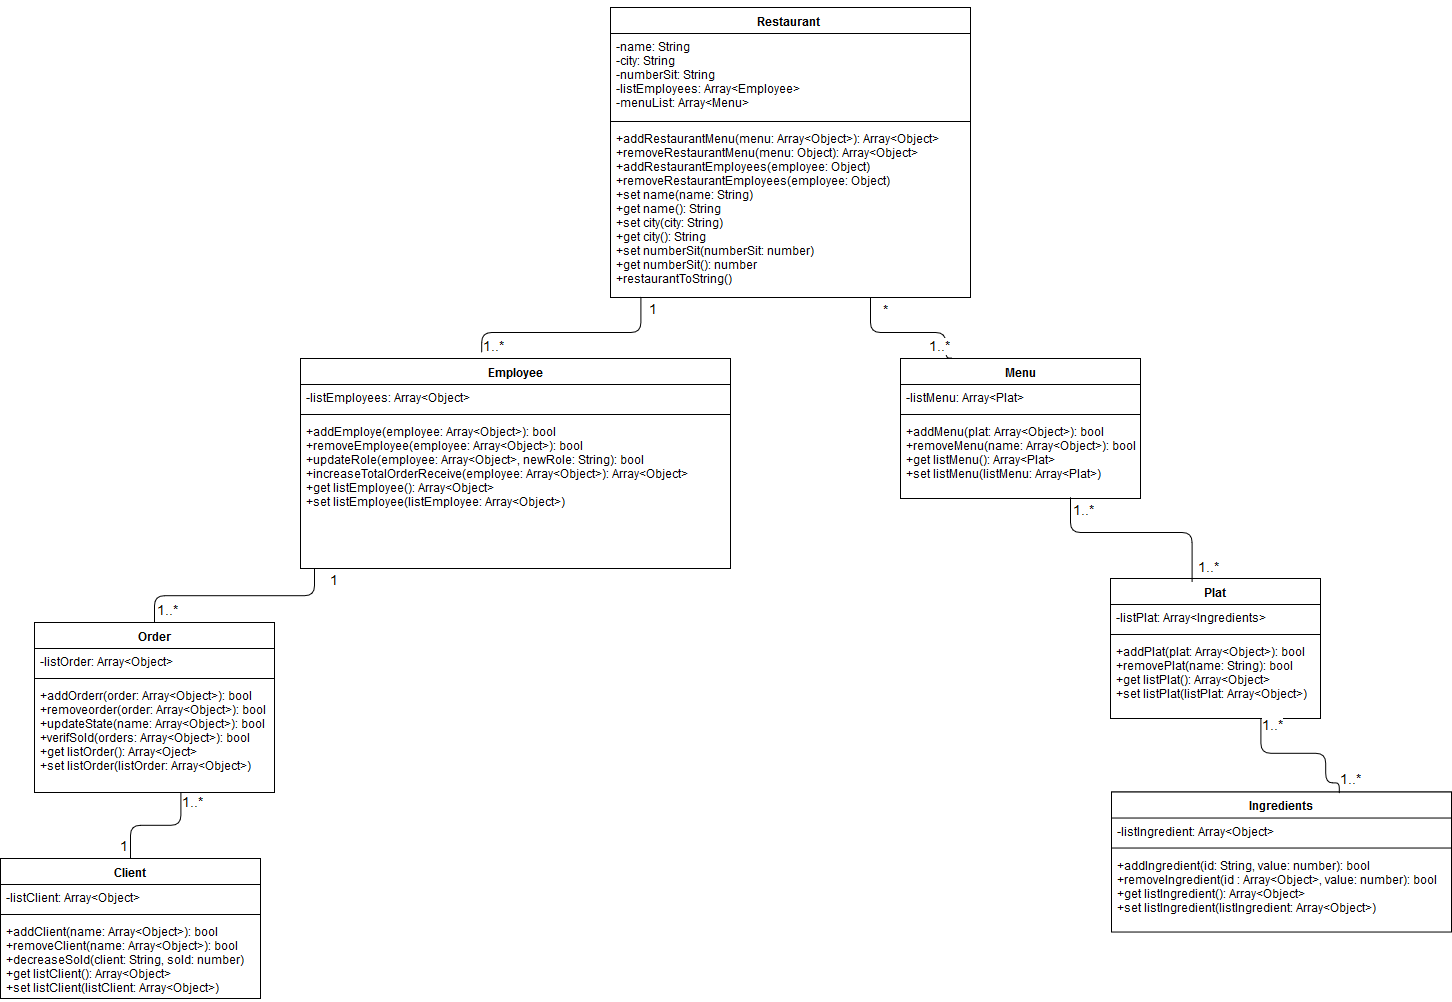 Restaurant
-name: String
-city: String
-numberSit: String
-listEmployees: Array<Employee>
-menuList: Array<Menu>
+addRestaurantMenu(menu: Array<Object>): Array<Object>
+removeRestaurantMenu(menu: Object): Array<Object>
+addRestaurantEmployees(employee: Object)
+removeRestaurantEmployees(employee: Object)
+set name(name: String)
+get name(): String
+set city(city: String)
+get city(): String
+set numberSit(numberSit: number)
+get numberSit(): number
+restaurantToString()
1
*
1..*
1..*
Employee
-listEmployees: Array<Object>
+addEmploye(employee: Array<Object>): bool
+removeEmployee(employee: Array<Object>): bool
+updateRole(employee: Array<Object>, newRole: String): bool
+increaseTotalOrderReceive(employee: Array<Object>): Array<Object>
+get listEmployee(): Array<Object>
+set listEmployee(listEmployee: Array<Object>)
Menu
-listMenu: Array<Plat>
+addMenu(plat: Array<Object>): bool
+removeMenu(name: Array<Object>): bool
+get listMenu(): Array<Plat>
+set listMenu(listMenu: Array<Plat>)
1..*
1..*
Plat
-listPlat: Array<Ingredients>
+addPlat(plat: Array<Object>): bool
+removePlat(name: String): bool
+get listPlat(): Array<Object>
+set listPlat(listPlat: Array<Object>)
1
1..*
Order
-listOrder: Array<Object>
+addOrderr(order: Array<Object>): bool
+removeorder(order: Array<Object>): bool
+updateState(name: Array<Object>): bool
+verifSold(orders: Array<Object>): bool
+get listOrder(): Array<Oject>
+set listOrder(listOrder: Array<Object>)
1..*
1..*
Ingredients
-listIngredient: Array<Object>
+addIngredient(id: String, value: number): bool
+removeIngredient(id : Array<Object>, value: number): bool
+get listIngredient(): Array<Object>
+set listIngredient(listIngredient: Array<Object>)
1..*
1
Client
-listClient: Array<Object>
+addClient(name: Array<Object>): bool
+removeClient(name: Array<Object>): bool
+decreaseSold(client: String, sold: number)
+get listClient(): Array<Object>
+set listClient(listClient: Array<Object>)